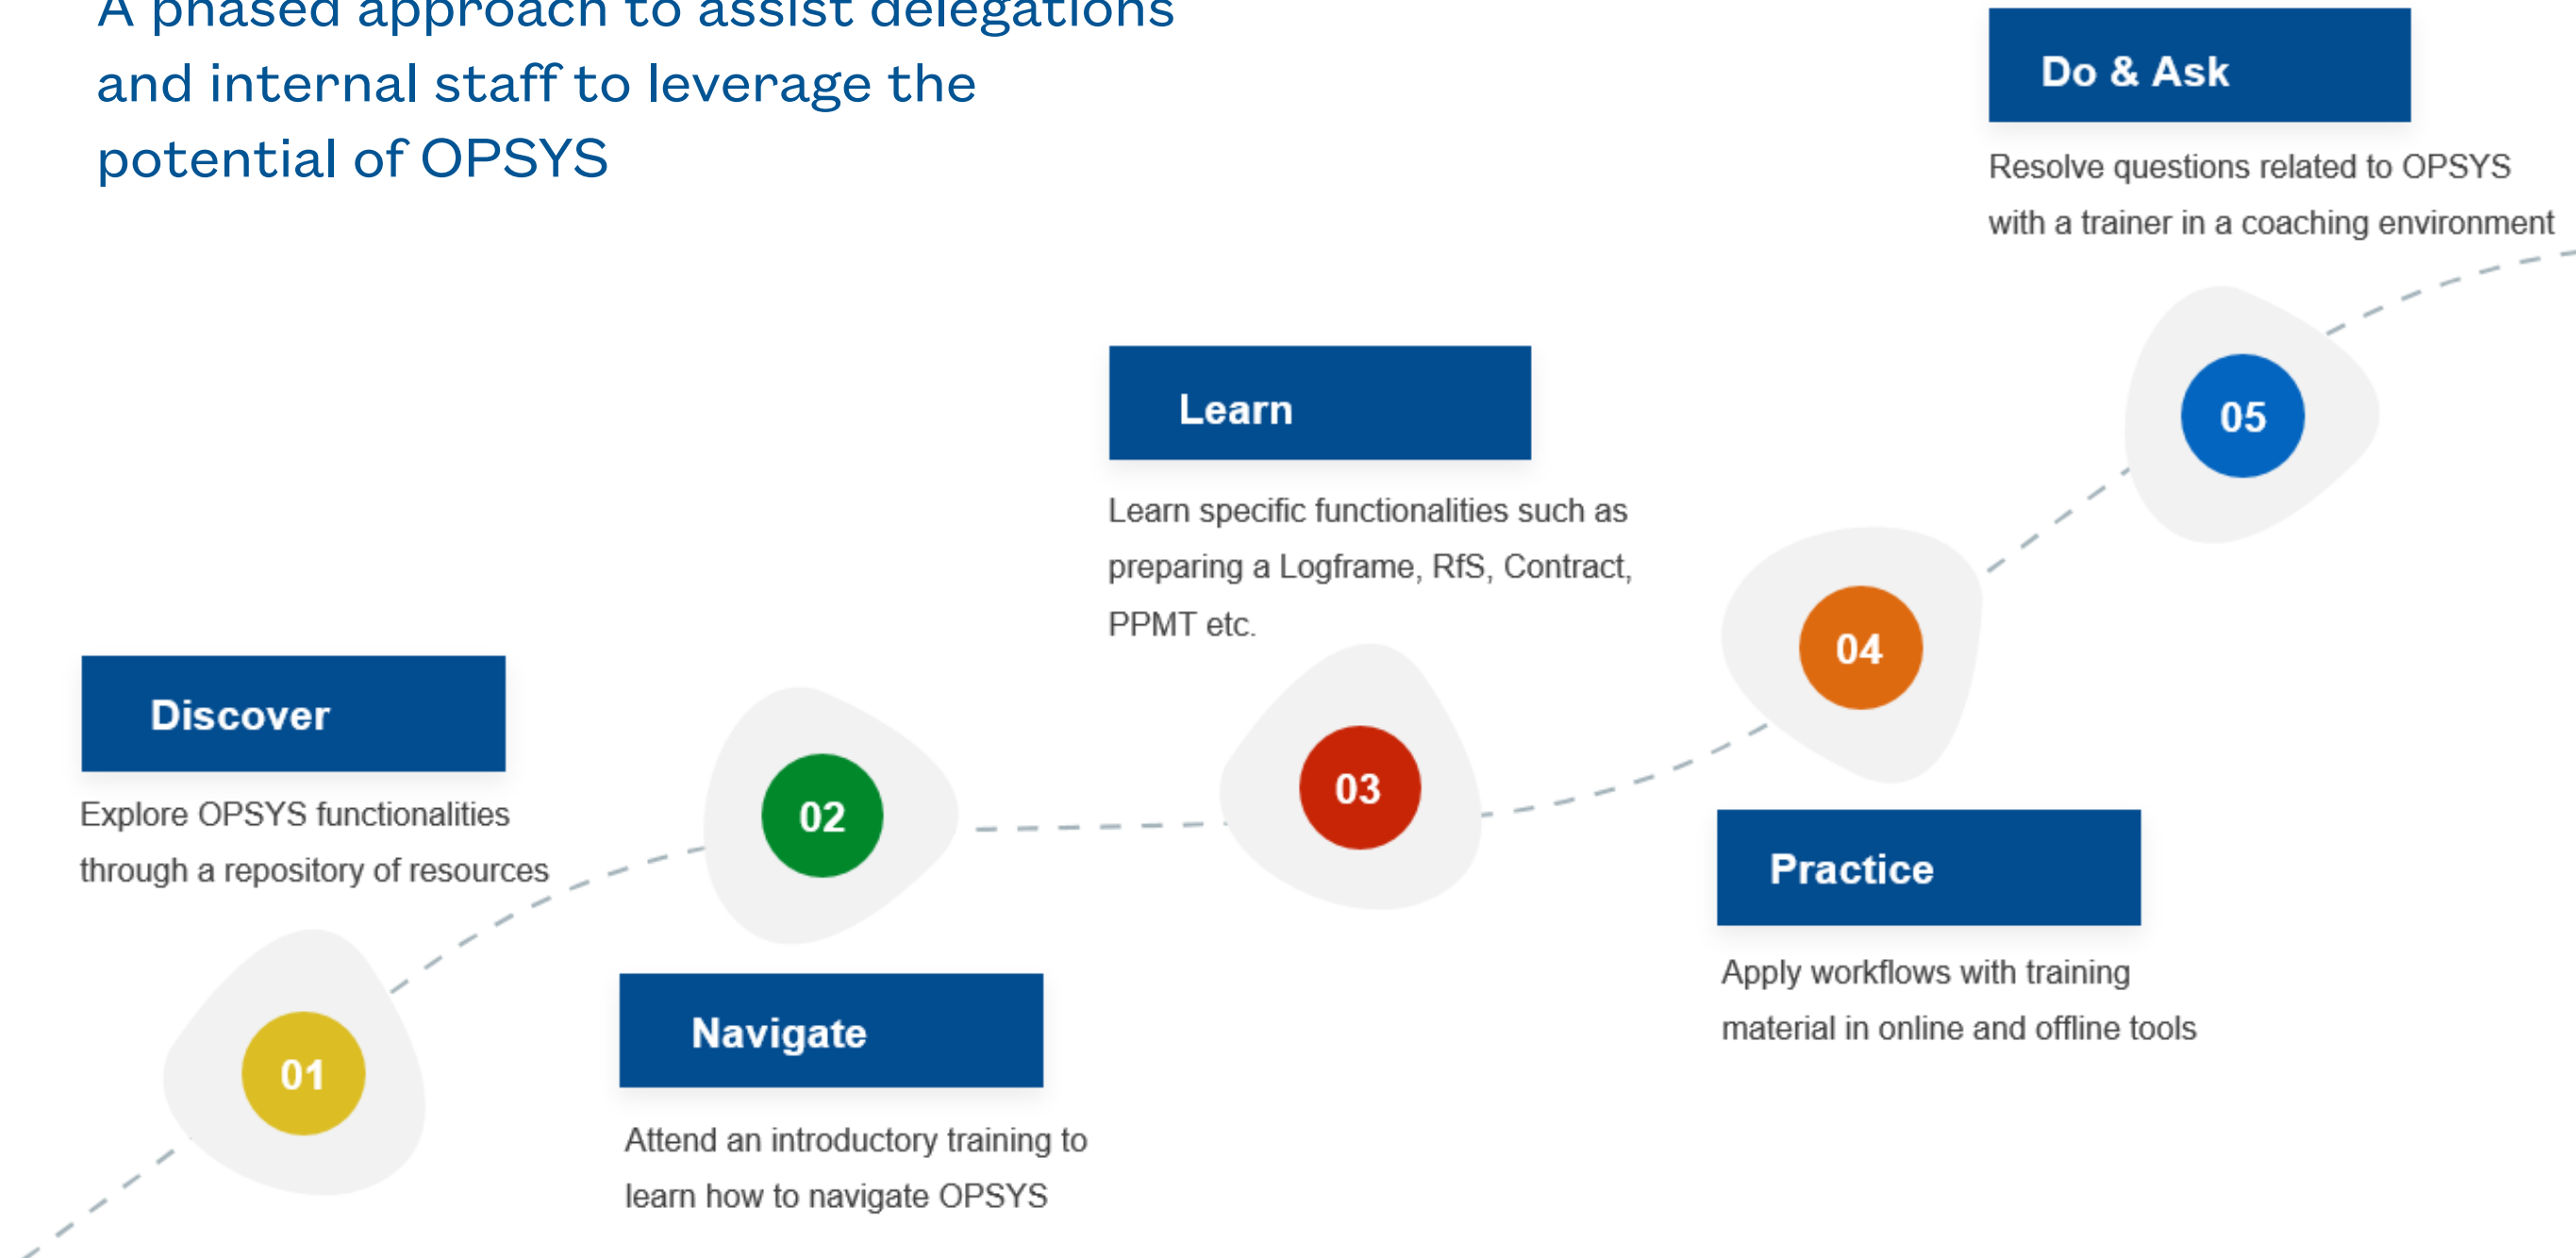 A phased approach to assist delegations
and internal staff to leverage the
potential of OPSYS
Discover
Explore OPSYS functionalities
through a repository of resources
01
02
Navigate
Attend an introductory training to
learn how to navigate OPSYS
Learn
Learn specific functionalities such as
preparing a Logframe, RfS, Contract,
PPMT etc.
03
04
Practice
Apply workflows with training
material in online and offline tools
Do & Ask
Resolve questions related to OPSYS
with a trainer in a coaching environment
05